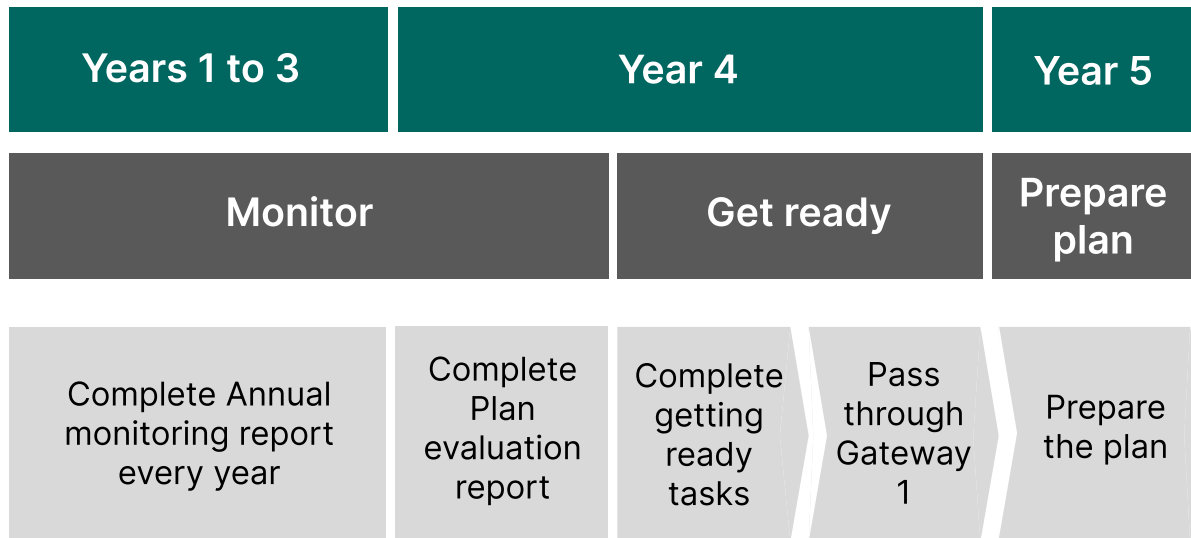 Years 1 to 3
Year 4
Year 5
Monitor
Get ready
Prepare
plan
Complete Annual
monitoring report
every year
Complete
Plan
evaluation
report
Complete
getting
ready
tasks
Pass
through
Gateway
1
Prepare
the plan